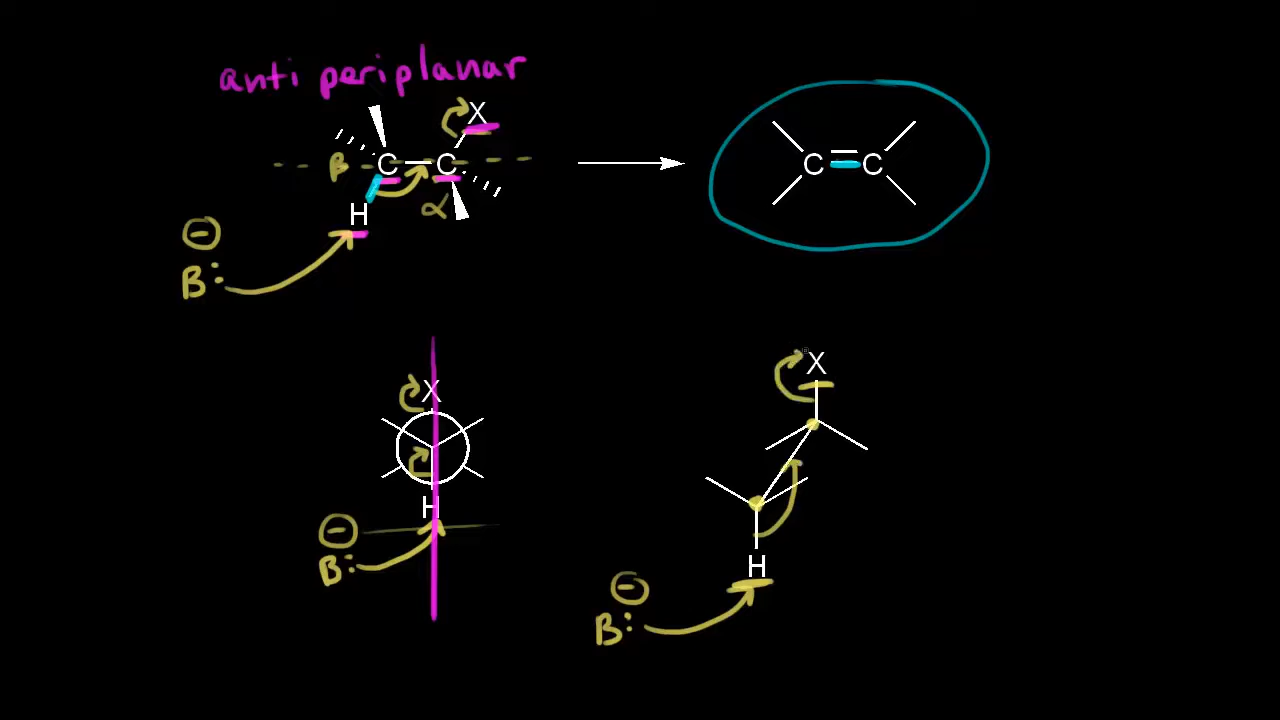 anti periplanar
X
β C C C C
H α
⊖
B:
X
X
H
⊖
B:
H
⊖
B: